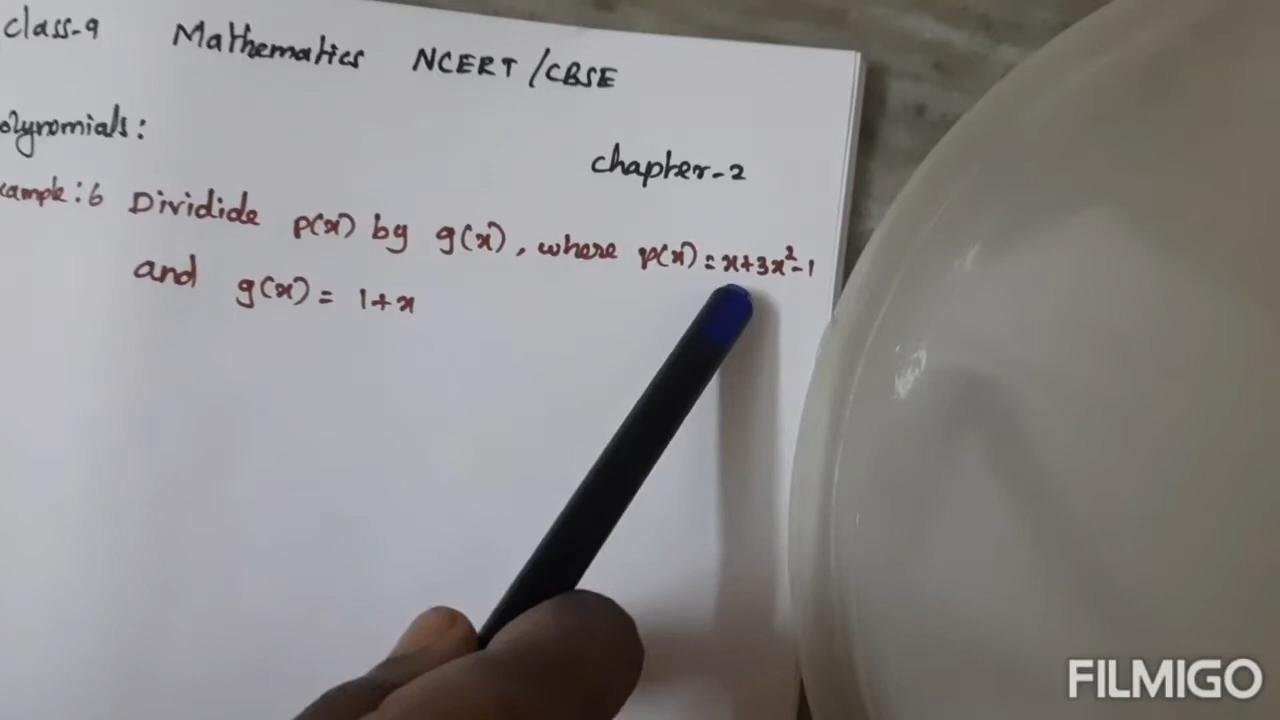 class-9 Mathematics NCERT/CBSE
olynomials:
chapter-2
xample:6 Dividide p(x) by g(x), where p(x)=x+3x²-1
and g(x)= 1+x
FILMIGO